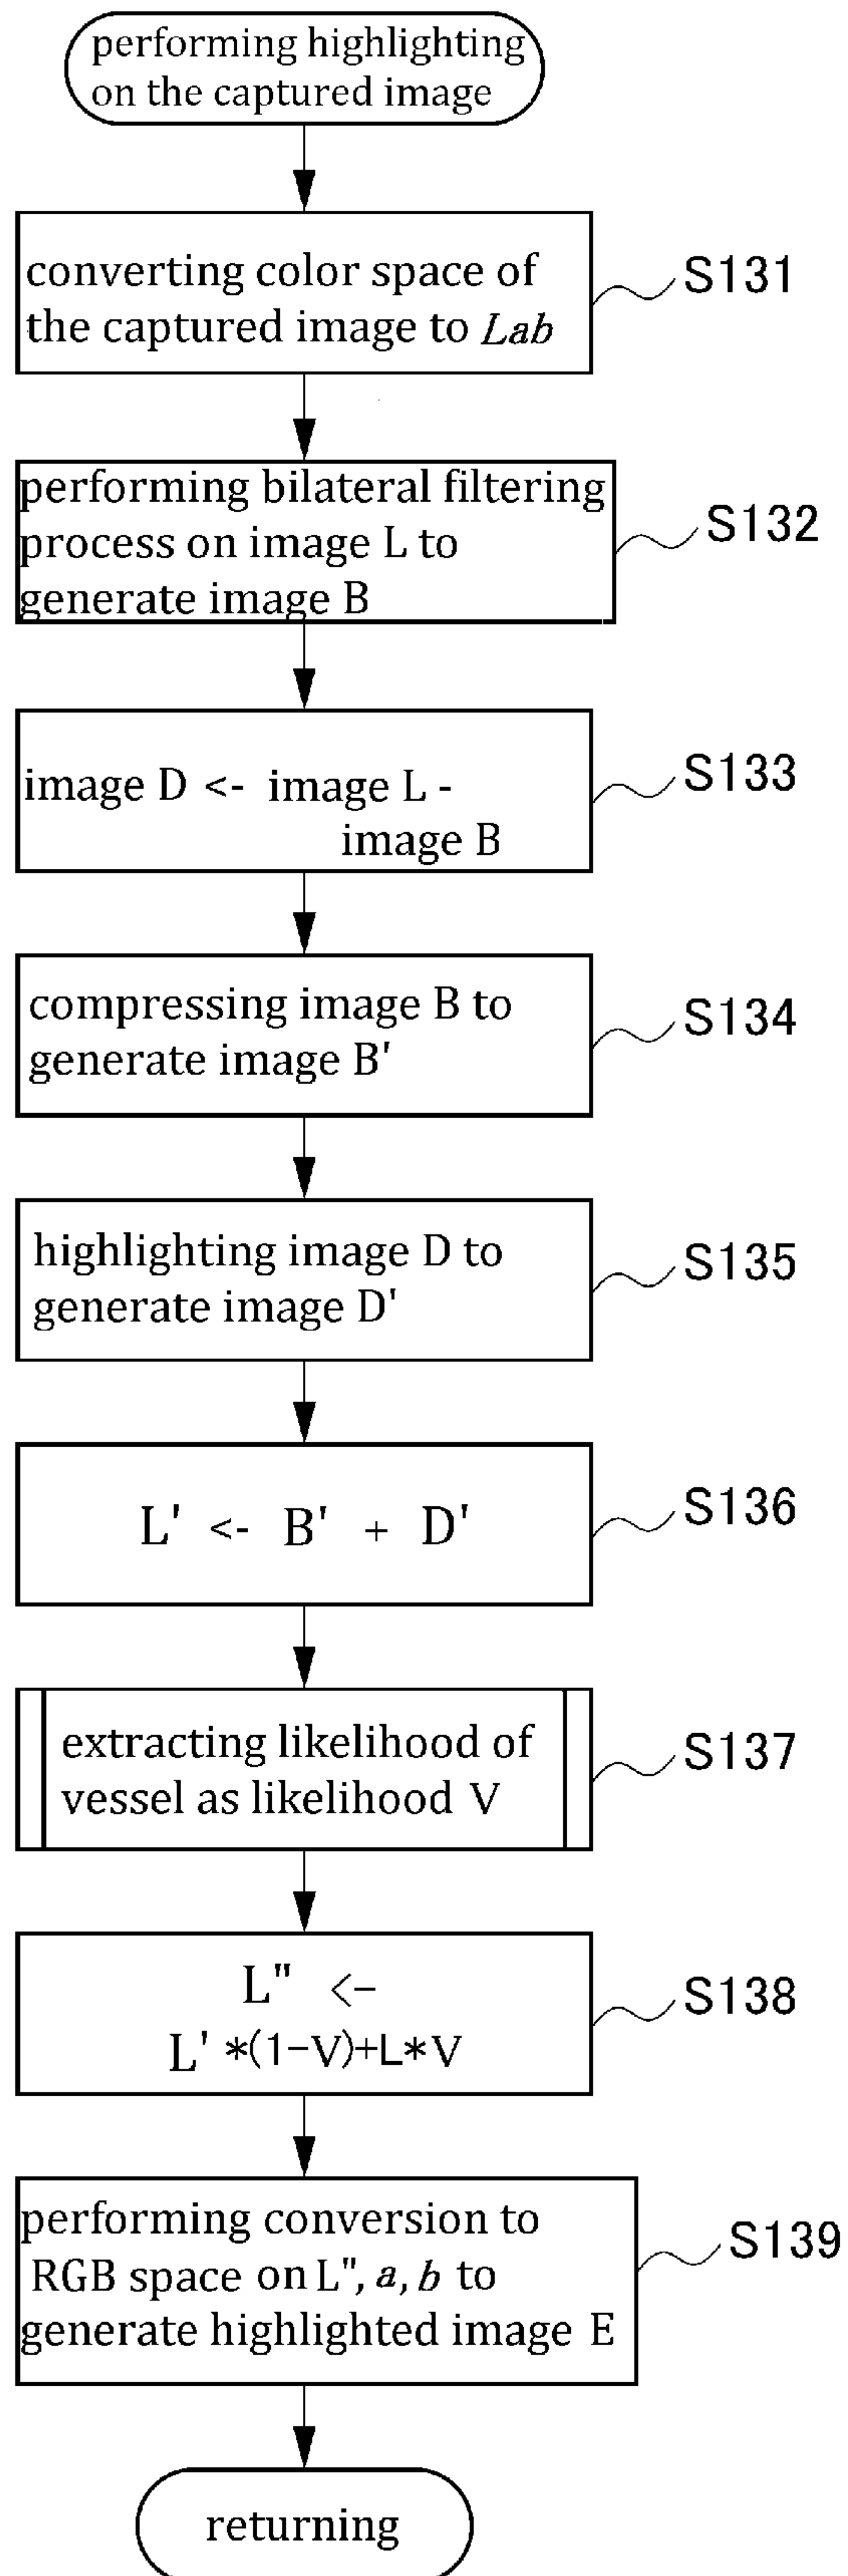 performing highlighting
on the captured image
converting color space of
the captured image to Lab
S131
performing bilateral filtering
process on image L to
generate image B
S132
image D <- image L -
image B
S133
compressing image B to
generate image B'
S134
highlighting image D to
generate image D'
S135
L' <- B' + D'
S136
extracting likelihood of
vessel as likelihood V
S137
L" <-
L' *(1-V)+L*V
S138
performing conversion to
RGB space on L", a, b to
generate highlighted image E
S139
returning